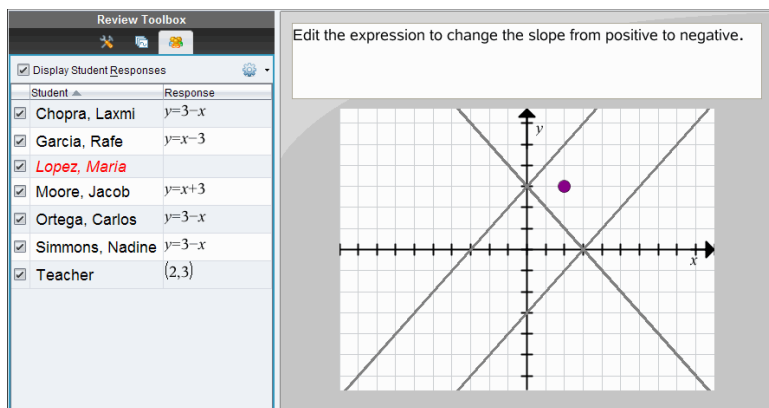 Review Toolbox
Edit the expression to change the slope from positive to negative.
Display Student Responses
Student Response
Chopra, Laxmi y=3−x
Garcia, Rafe y=x−3
Lopez, Maria
Moore, Jacob y=x+3
Ortega, Carlos y=3−x
Simmons, Nadine y=3−x
Teacher (2,3)
y
x